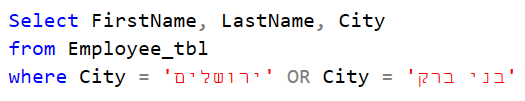 Select FirstName, LastName, City
from Employee_tbl
where City = 'ירושלים' OR City = 'בני ברק'